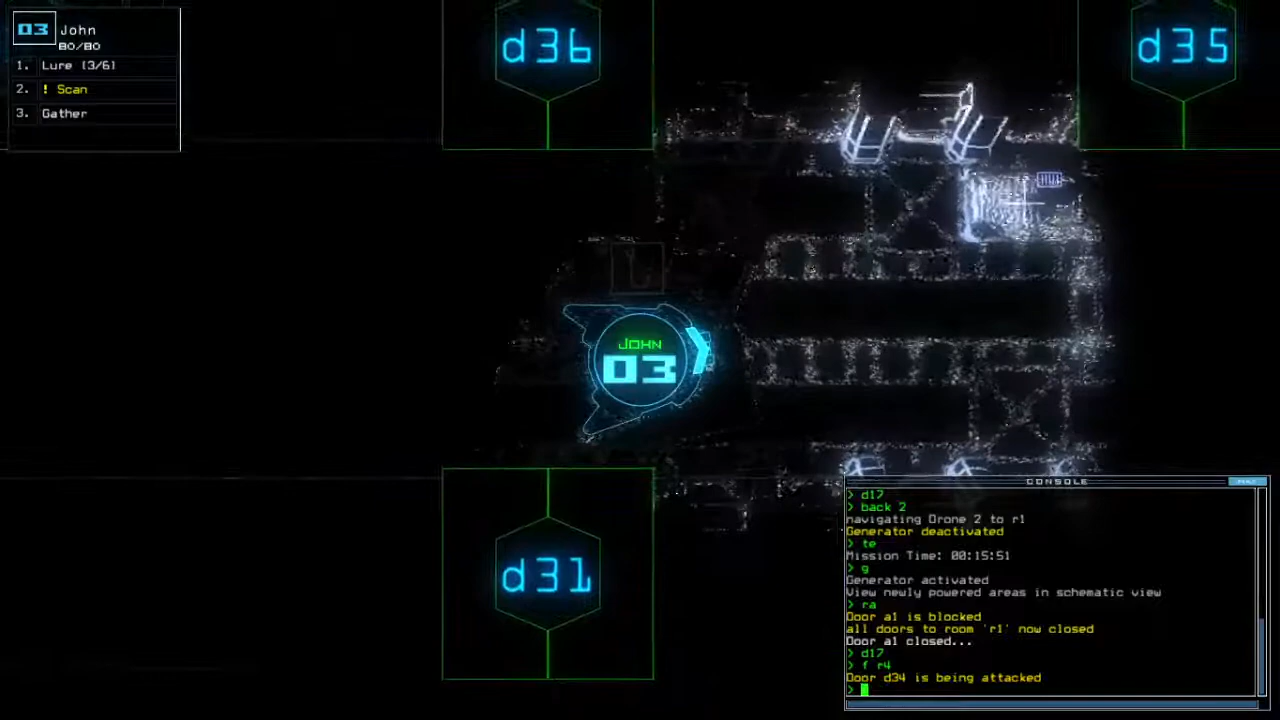 03 John
80/80
1. Lure (3/6)
2. ! Scan
3. Gather
d36
d35
JOHN
03
d31
CONSOLE
> d17
> back 2
navigating Drone 2 to r1
Generator deactivated
> te
Mission Time: 00:15:51
> g
Generator activated
View newly powered areas in schematic view
> ra
Door a1 is blocked
all doors to room 'r1' now closed
Door a1 closed...
> d17
> f r4
Door d34 is being attacked
>